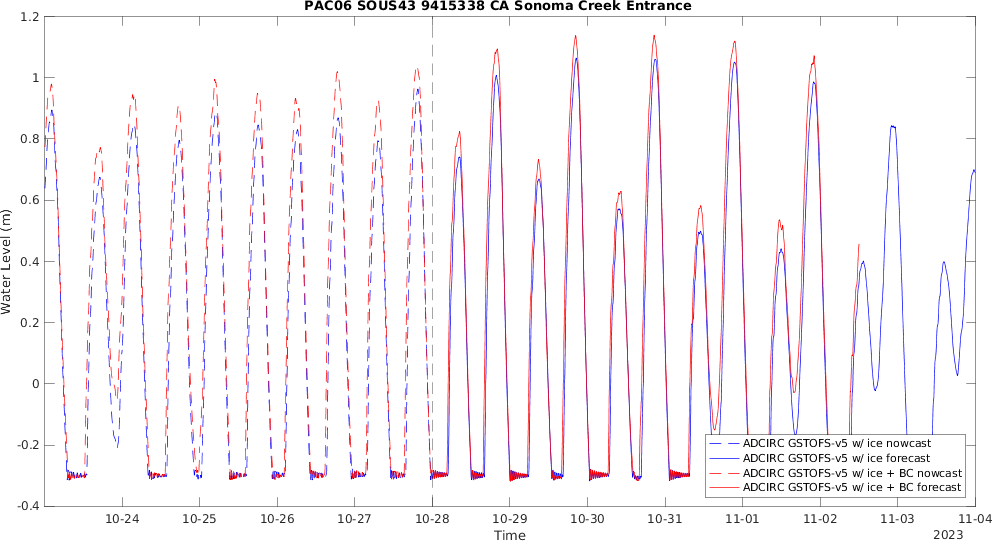 PAC06 SOUS43 9415338 CA Sonoma Creek Entrance
Water Level (m)
1.2
1
0.8
0.6
0.4
0.2
0
-0.2
-0.4
ADCIRC GSTOFS-v5 w/ ice nowcast
ADCIRC GSTOFS-v5 w/ ice forecast
ADCIRC GSTOFS-v5 w/ ice + BC nowcast
ADCIRC GSTOFS-v5 w/ ice + BC forecast
10-24 10-25 10-26 10-27 10-28 10-29 10-30 10-31 11-01 11-02 11-03 11-04
Time
2023